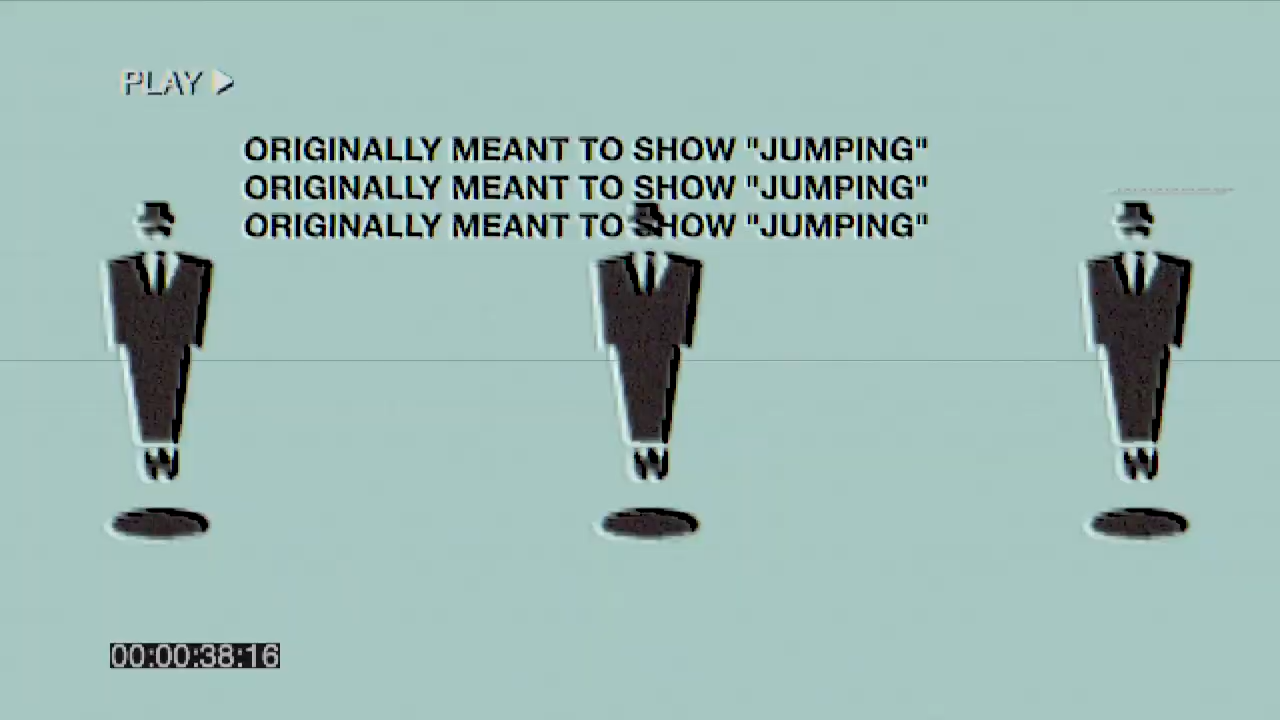 PLAY
ORIGINALLY MEANT TO SHOW "JUMPING"
ORIGINALLY MEANT TO SHOW "JUMPING"
ORIGINALLY MEANT TO SHOW "JUMPING"
00:00:38:16